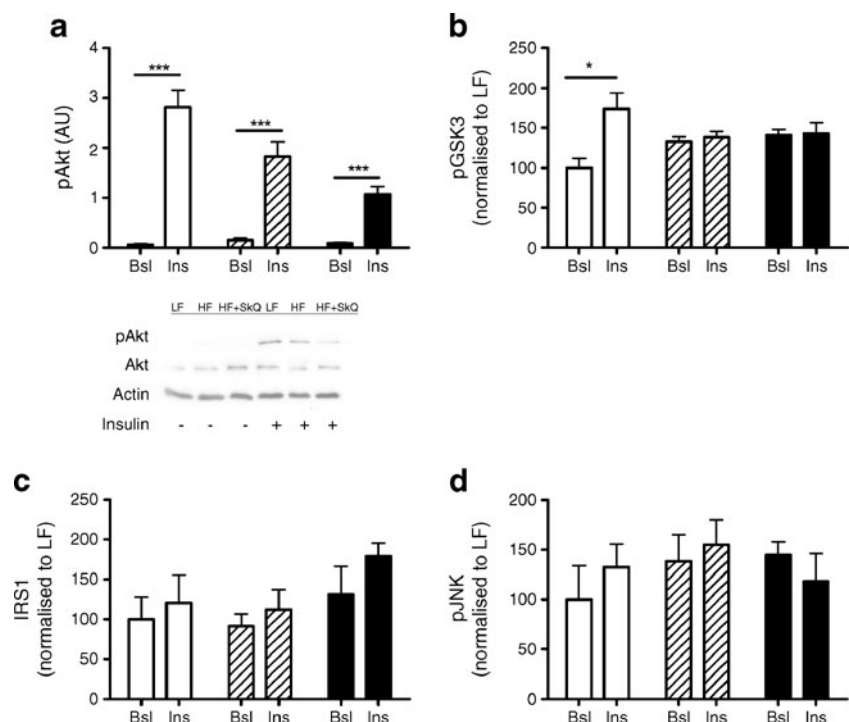 a
pAkt (AU)
4
3
2
1
0
***
***
***
Bsl Ins Bsl Ins Bsl Ins
LF HF HF+SkQ LF HF HF+SkQ
pAkt
Akt
Actin
Insulin - - - + + +
b
pGSK3
(normalised to LF)
250
200
150
100
50
0
*
Bsl Ins Bsl Ins Bsl Ins
c
IRS1
(normalised to LF)
250
200
150
100
50
0
Bsl Ins Bsl Ins Bsl Ins
d
pJNK
(normalised to LF)
200
150
100
50
0
Bsl Ins Bsl Ins Bsl Ins